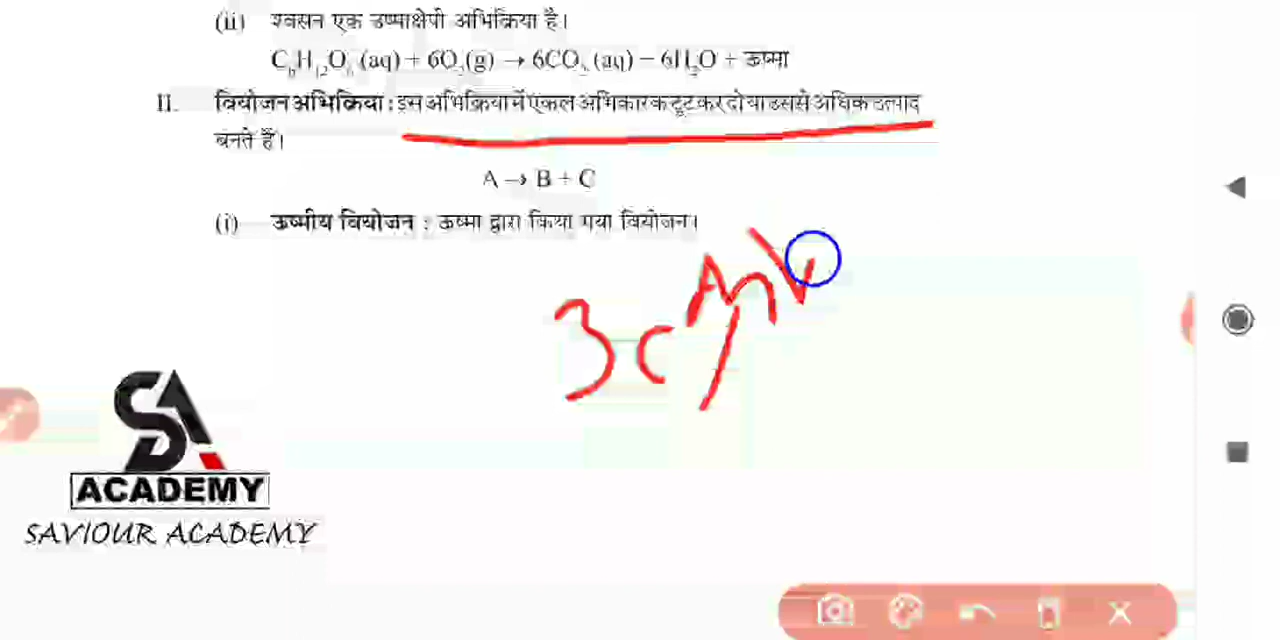 (ii) श्वसन एक उष्माक्षेपी अभिक्रिया है।
C₆H₁₂O₆ (aq) + 6O₂(g) → 6CO₂ (aq) − 6H₂O + ऊष्मा
II. वियोजन अभिक्रिया : इस अभिक्रिया में एकल अभिकारक टूट कर दो या उससे अधिक उत्पाद
बनते हैं।
A → B + C
(i) ऊष्मीय वियोजन : ऊष्मा द्वारा किया गया वियोजन।
SA
ACADEMY
SAVIOUR ACADEMY